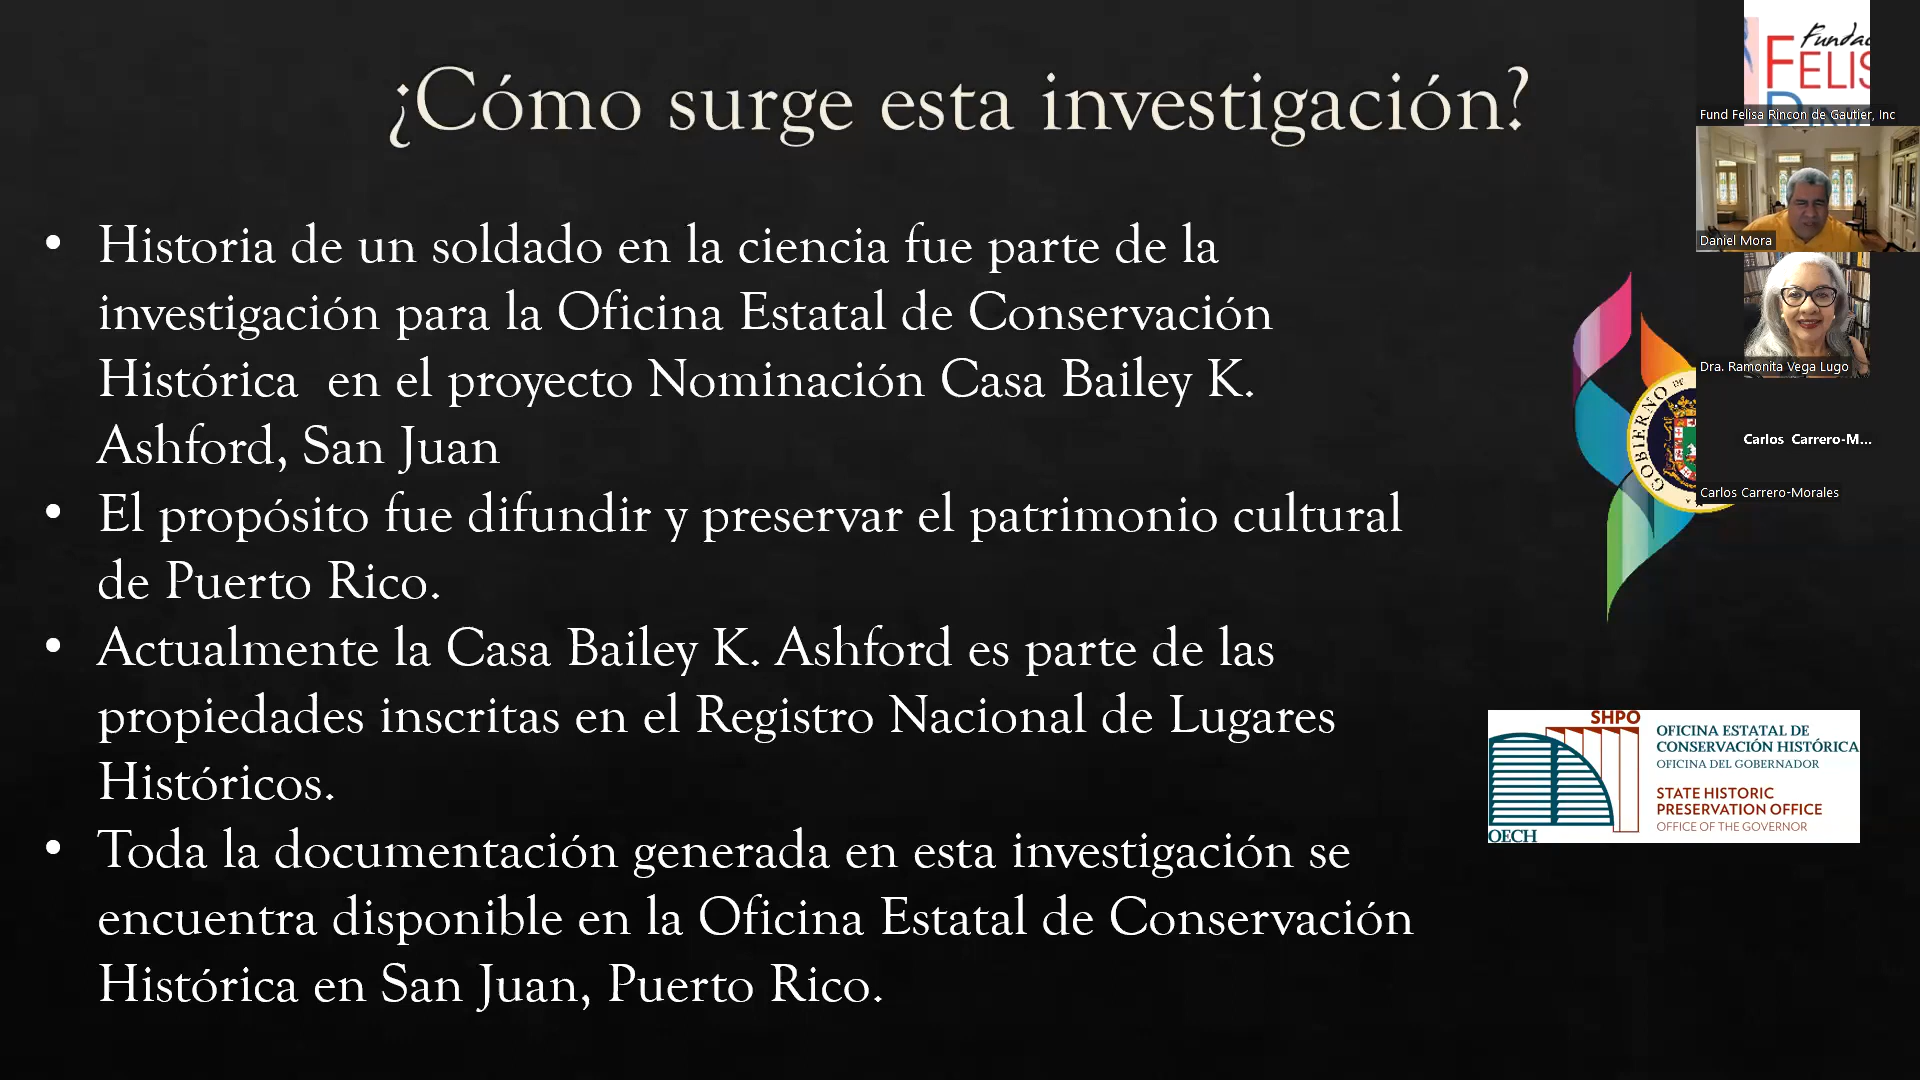 ¿Cómo surge esta investigación?
• Historia de un soldado en la ciencia fue parte de la
investigación para la Oficina Estatal de Conservación
Histórica  en el proyecto Nominación Casa Bailey K.
Ashford, San Juan
• El propósito fue difundir y preservar el patrimonio cultural
de Puerto Rico.
• Actualmente la Casa Bailey K. Ashford es parte de las
propiedades inscritas en el Registro Nacional de Lugares
Históricos.
• Toda la documentación generada en esta investigación se
encuentra disponible en la Oficina Estatal de Conservación
Histórica en San Juan, Puerto Rico.
Fund Felisa Rincon de Gautier, Inc
Daniel Mora
Dra. Ramonita Vega Lugo
Carlos Carrero-M...
Carlos Carrero-Morales
GOBIERNO DE
SHPO
OECH
OFICINA ESTATAL DE
CONSERVACIÓN HISTÓRICA
OFICINA DEL GOBERNADOR
STATE HISTORIC
PRESERVATION OFFICE
OFFICE OF THE GOVERNOR